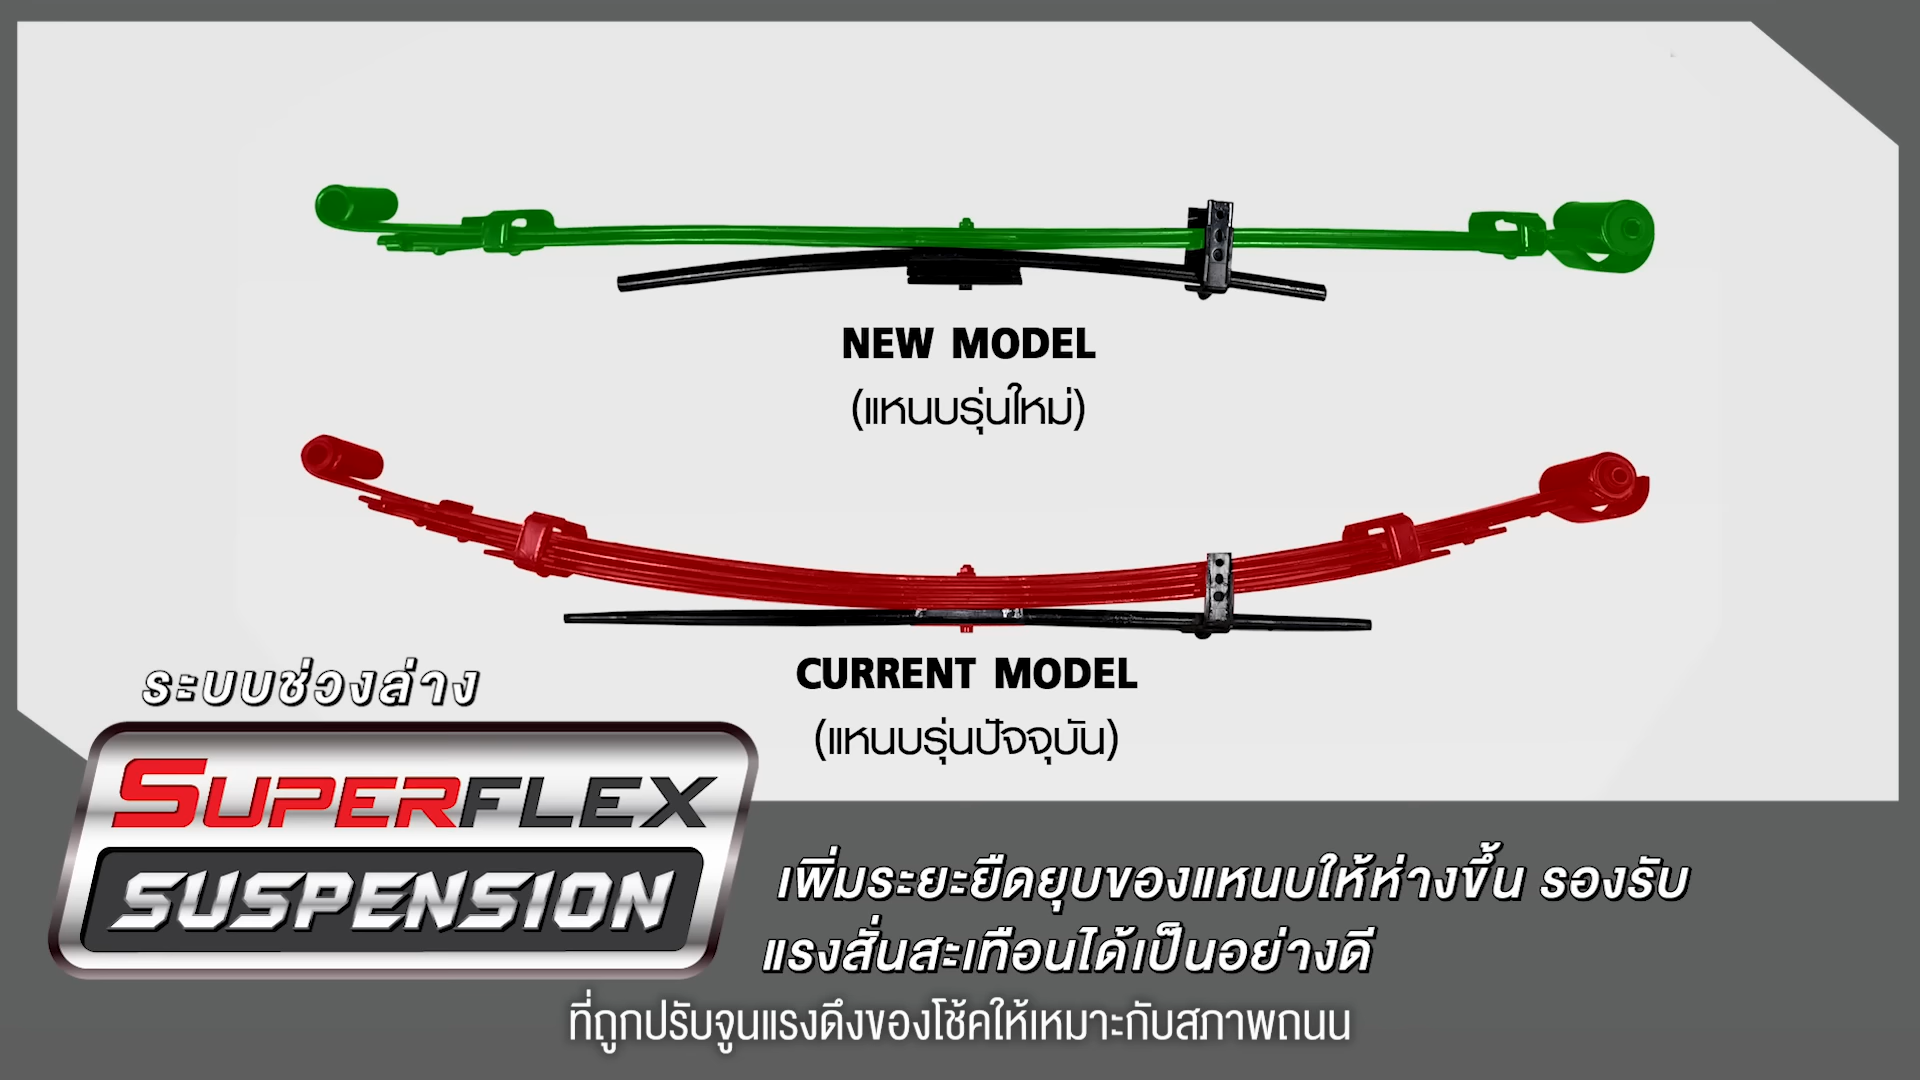 NEW MODEL
(แหนบรุ่นใหม่)
CURRENT MODEL
(แหนบรุ่นปัจจุบัน)
ระบบช่วงล่าง
SUPERFLEX
SUSPENSION
เพิ่มระยะยืดยุบของแหนบให้ห่างขึ้น รองรับ
แรงสั่นสะเทือนได้เป็นอย่างดี
ที่ถูกปรับจูนแรงดึงของโช้คให้เหมาะกับสภาพถนน